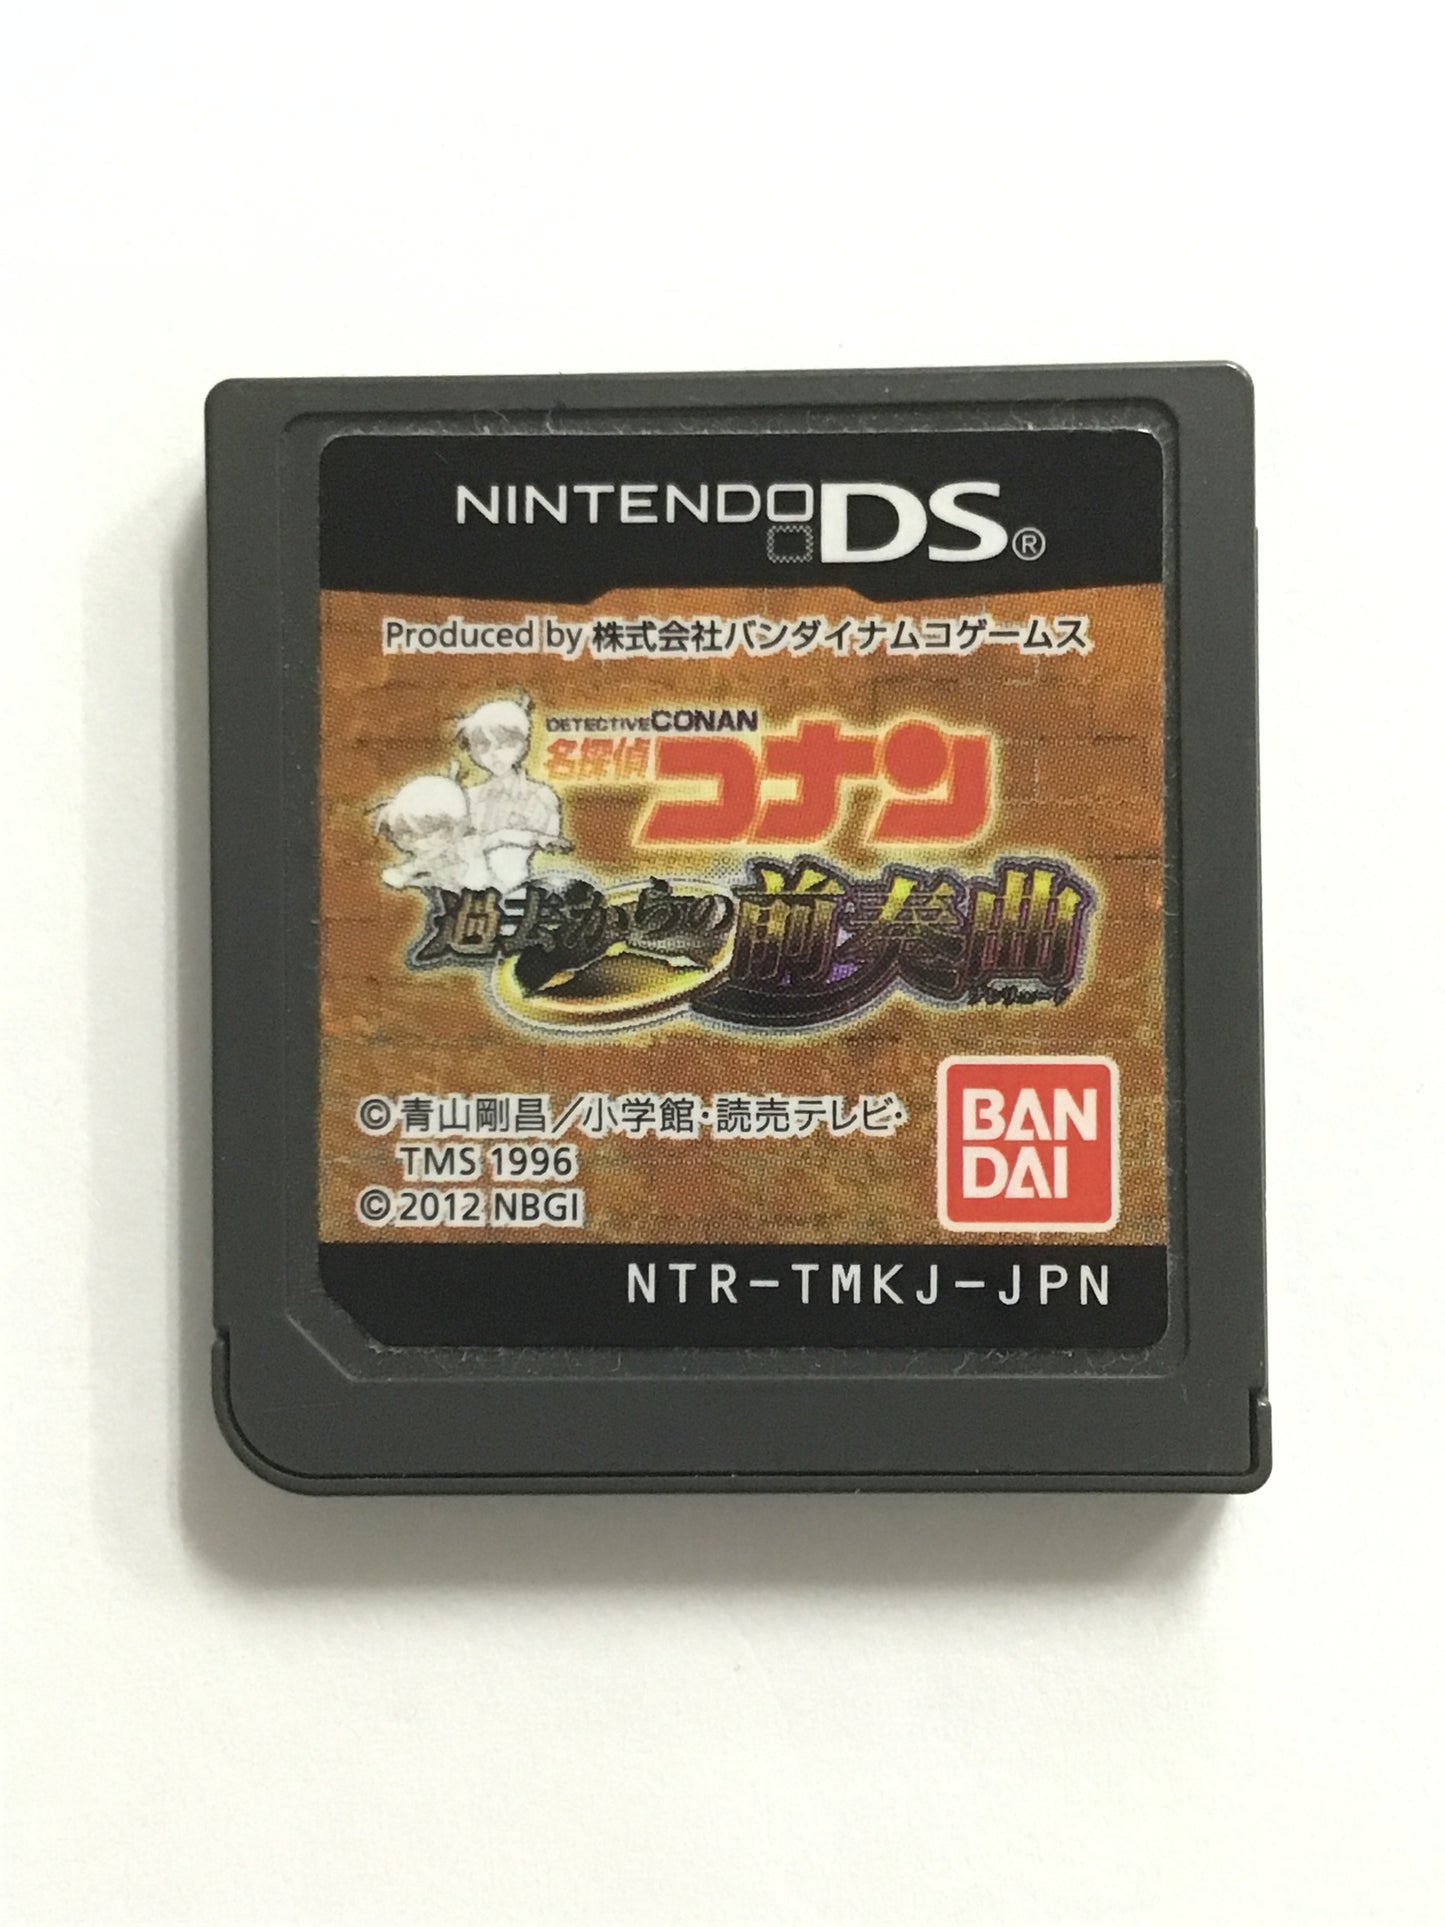 NINTENDO DS®
Produced by 株式会社バンダイナムコゲームス
DETECTIVE CONAN
名探偵コナン
過去からの前奏曲
プレリュード
©青山剛昌／小学館・読売テレビ・
TMS 1996
©2012 NBGI
BAN
DAI
NTR-TMKJ-JPN